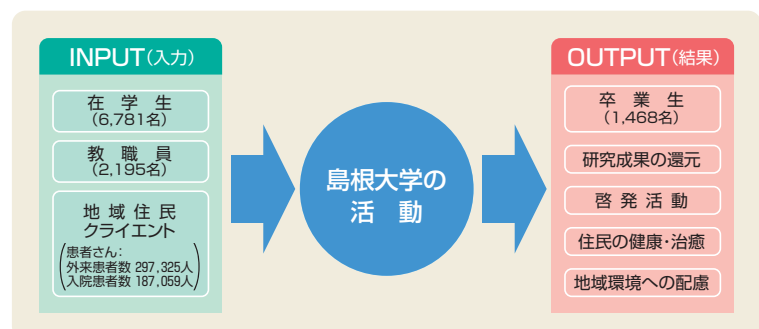 INPUT(入力)
在学生
(6,781名)
教職員
(2,195名)
地域住民
クライエント
(患者さん:
外来患者数 297,325人
入院患者数 187,059人)
島根大学の
活動
OUTPUT(結果)
卒業生
(1,468名)
研究成果の還元
啓発活動
住民の健康・治癒
地域環境への配慮